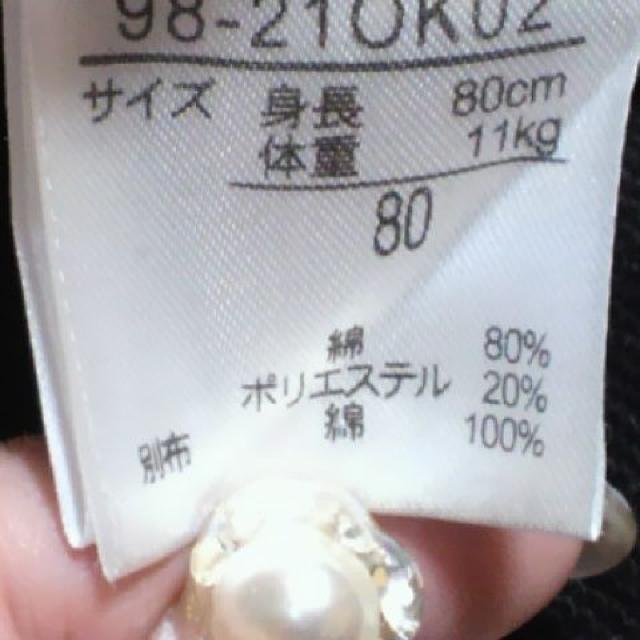 98-21OK02
サイズ 身長 80cm
体重 11kg
80
綿 80%
ポリエステル 20%
別布 綿 100%